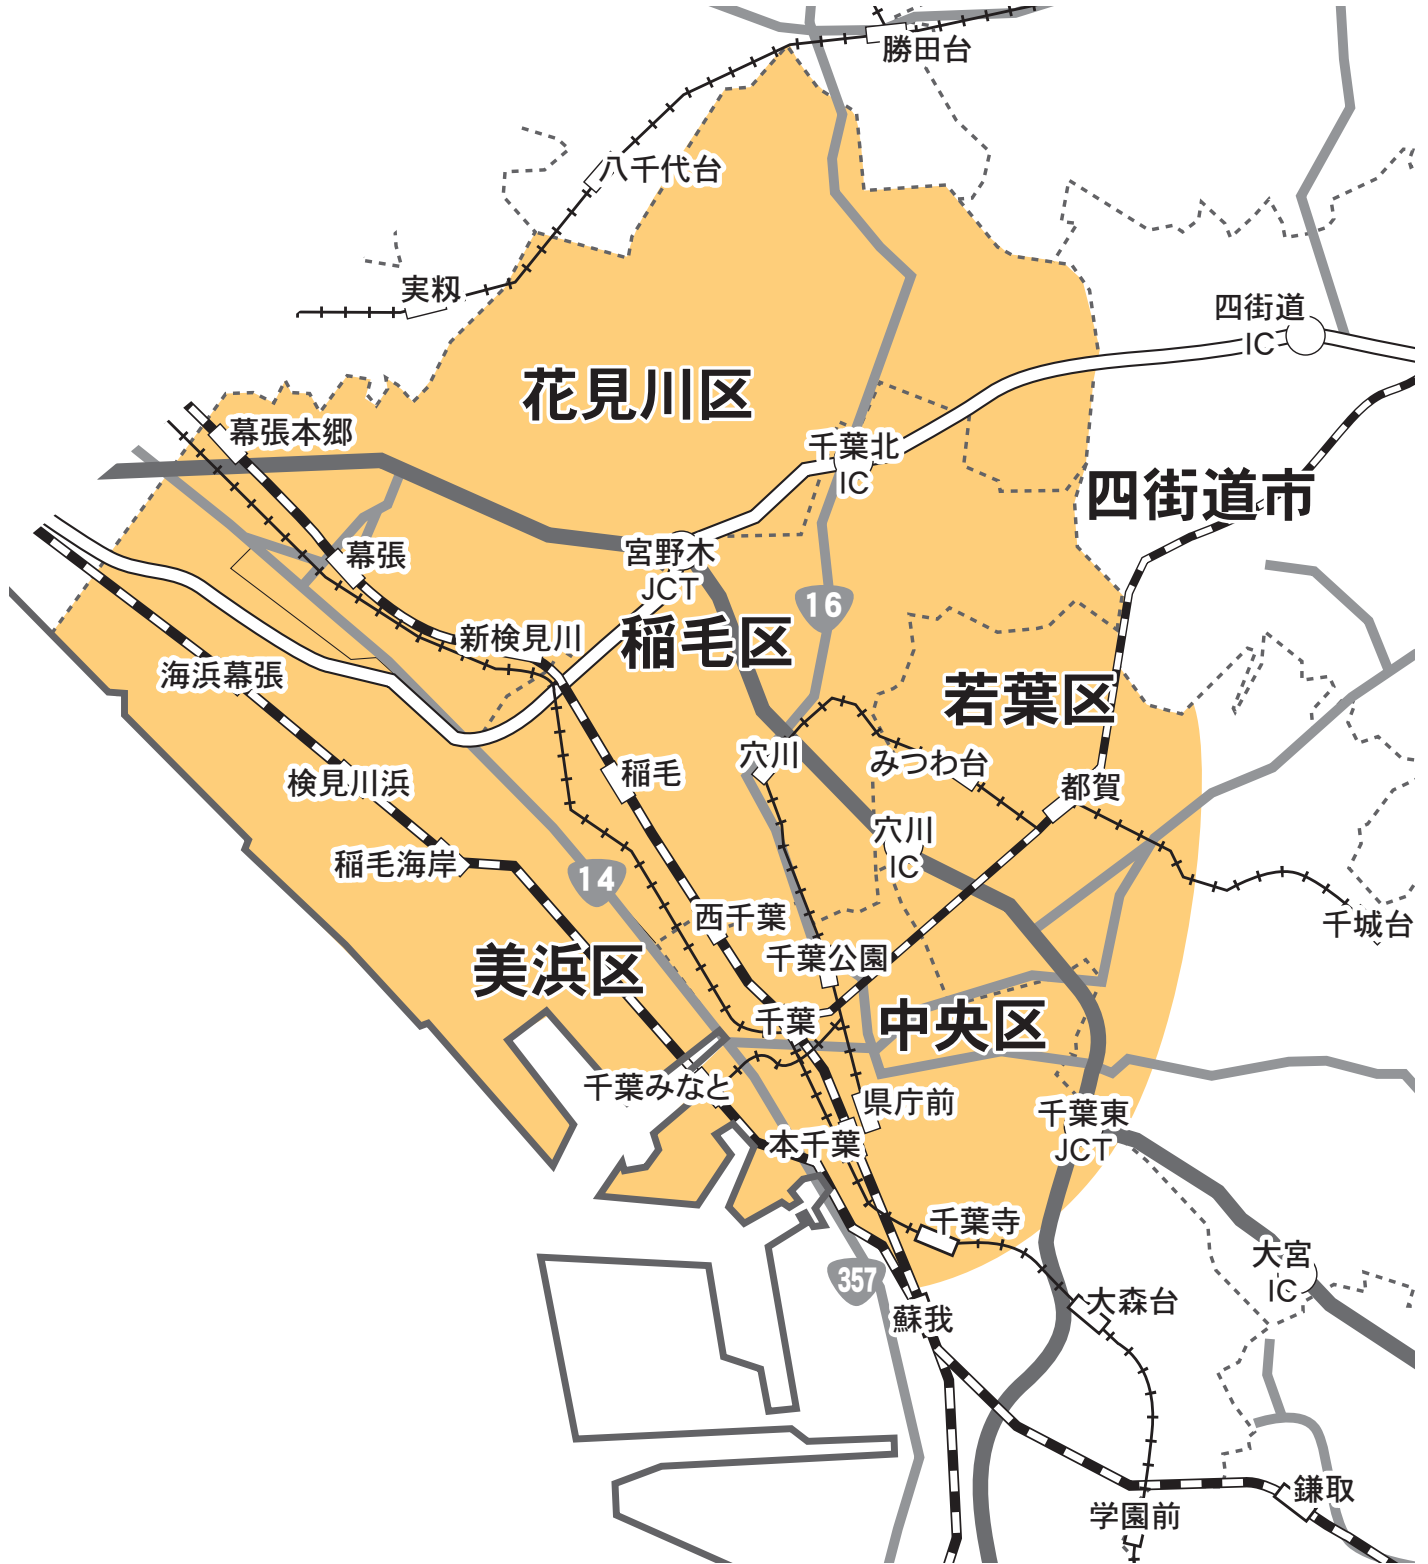 勝田台
八千代台
実籾
四街道
IC
花見川区
幕張本郷
千葉北
IC
四街道市
幕張
宮野木
JCT
16
新検見川
稲毛区
海浜幕張
若葉区
穴川
みつわ台
稲毛
検見川浜
都賀
穴川
IC
稲毛海岸
14
西千葉
千城台
千葉公園
美浜区
千葉
中央区
千葉みなと
県庁前
千葉東
JCT
本千葉
千葉寺
大宮
IC
357
大森台
蘇我
鎌取
学園前